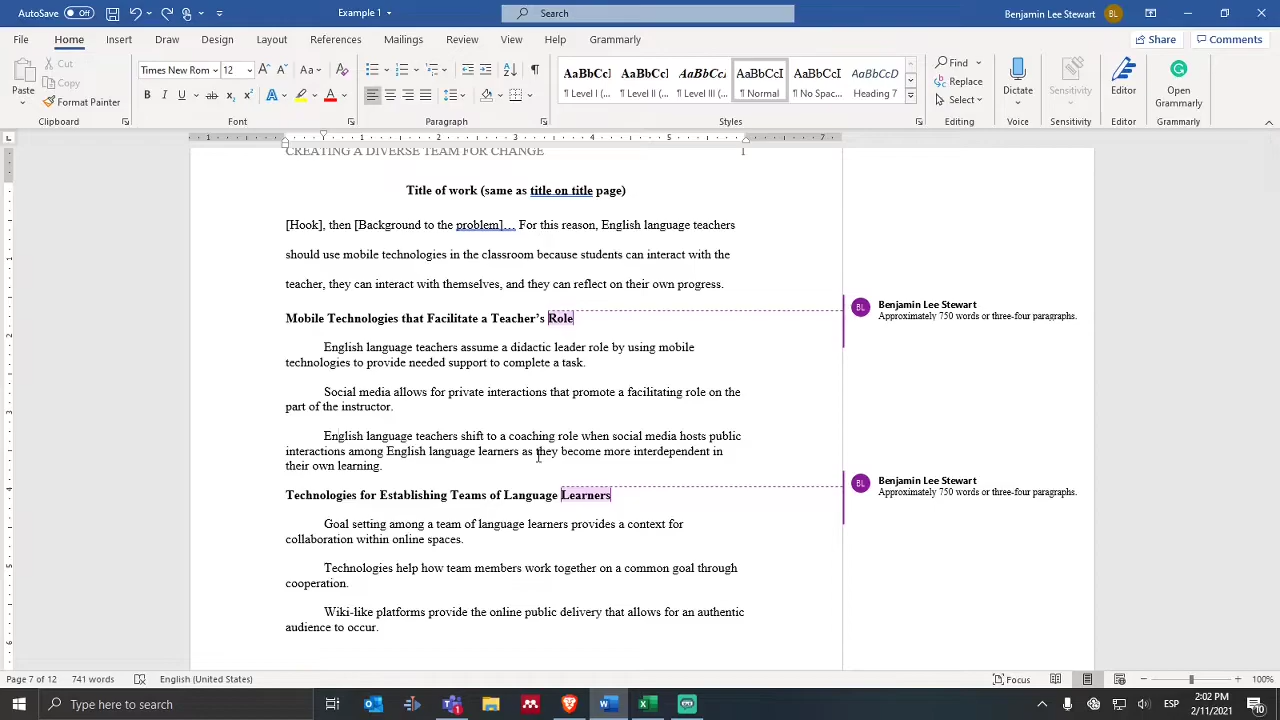 AutoSave Off Example 1 Search Benjamin Lee Stewart BL
File Home Insert Draw Design Layout References Mailings Review View Help Grammarly Share Comments
Paste Cut Copy Format Painter
Times New Rom 12
AaBbCcI AaBbCcI AaBbCcI AaBbCcI AaBbCcI AaBbCcD
¶ Level I (... ¶ Level II (... ¶ Level III (... ¶ Normal ¶ No Spac... Heading 7
Find Replace Select
Dictate Sensitivity Editor Open Grammarly
Clipboard Font Paragraph Styles Editing Voice Sensitivity Editor Grammarly
1 1 2 3 4 5 7
CREATING A DIVERSE TEAM FOR CHANGE 1
Title of work (same as title on title page)
[Hook], then [Background to the problem]… For this reason, English language teachers
should use mobile technologies in the classroom because students can interact with the
teacher, they can interact with themselves, and they can reflect on their own progress.
Mobile Technologies that Facilitate a Teacher’s Role
English language teachers assume a didactic leader role by using mobile
technologies to provide needed support to complete a task.
Social media allows for private interactions that promote a facilitating role on the
part of the instructor.
English language teachers shift to a coaching role when social media hosts public
interactions among English language learners as they become more interdependent in
their own learning.
Technologies for Establishing Teams of Language Learners
Goal setting among a team of language learners provides a context for
collaboration within online spaces.
Technologies help how team members work together on a common goal through
cooperation.
Wiki-like platforms provide the online public delivery that allows for an authentic
audience to occur.
BL Benjamin Lee Stewart
Approximately 750 words or three-four paragraphs.
BL Benjamin Lee Stewart
Approximately 750 words or three-four paragraphs.
Page 7 of 12 741 words English (United States) Focus 100%
Type here to search ESP 2:02 PM
2/11/2021